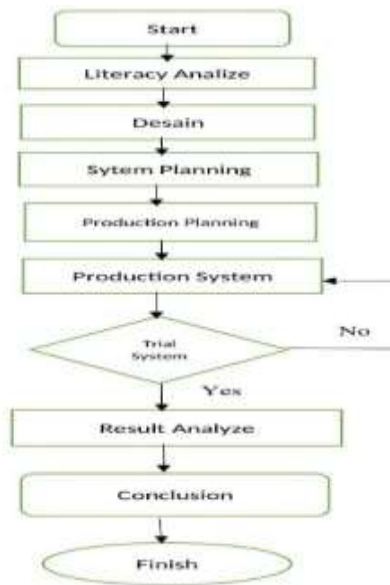 Start
Literacy Analize
Desain
Sytem Planning
Production Planning
Production System
Trial
System
No
Yes
Result Analyze
Conclusion
Finish